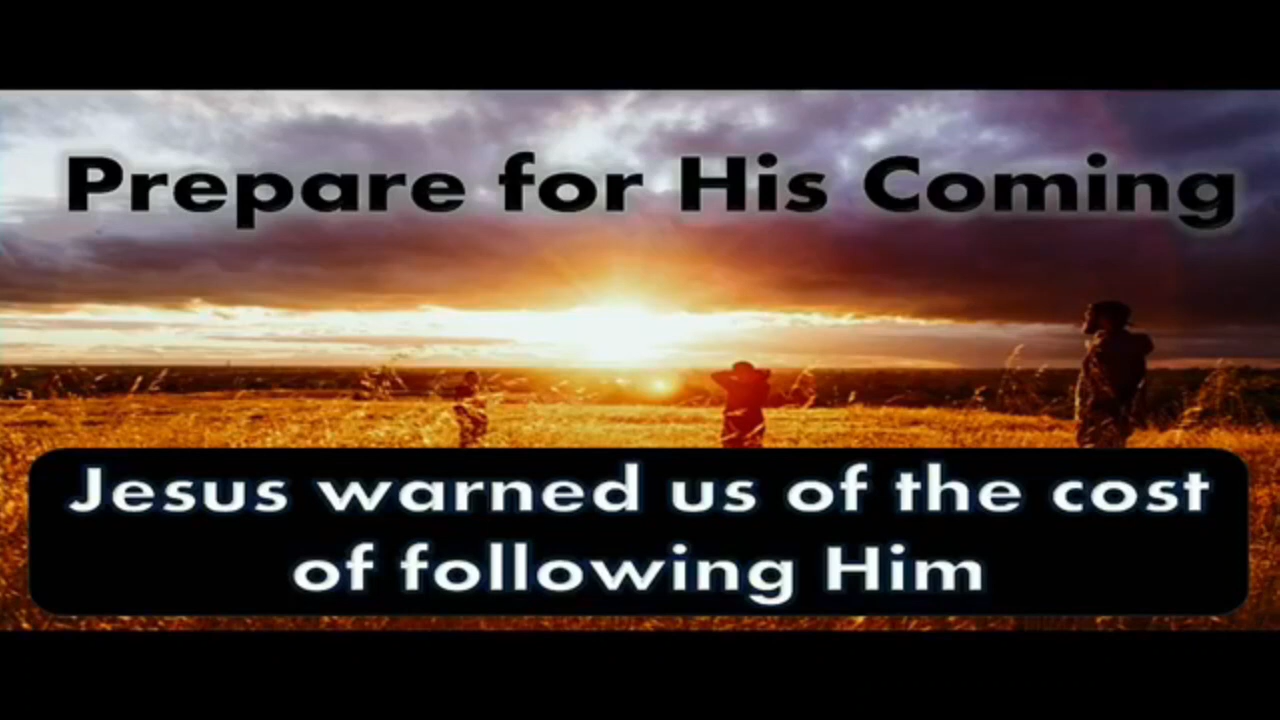 Prepare for His Coming
Jesus warned us of the cost
of following Him